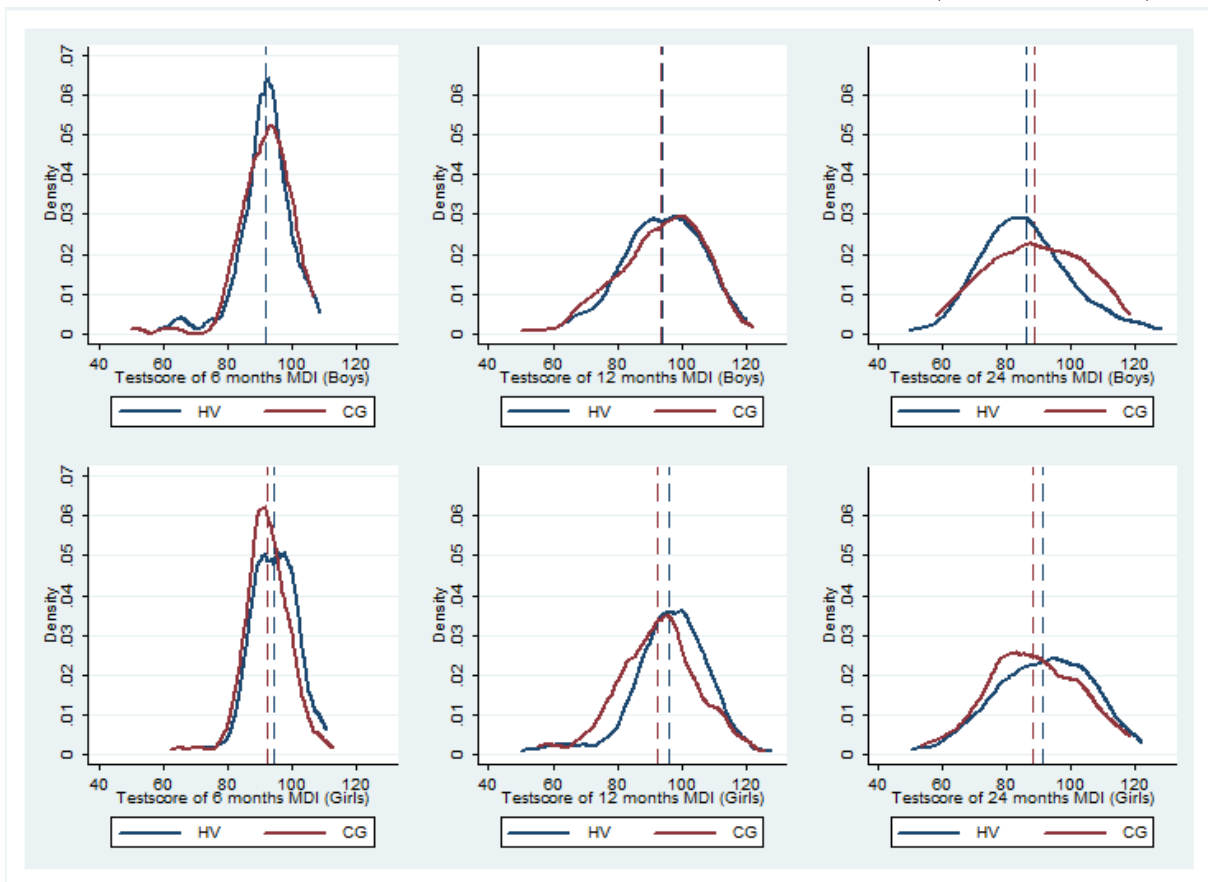 Density
0 .01 .02 .03 .04 .05 .06 .07
40 60 80 100 120
Testscore of 6 months MDI (Boys)
HV CG
Density
0 .01 .02 .03 .04 .05 .06
40 60 80 100 120
Testscore of 12 months MDI (Boys)
HV CG
Density
0 .01 .02 .03 .04 .05 .06
40 60 80 100 120
Testscore of 24 months MDI (Boys)
HV CG
Density
0 .01 .02 .03 .04 .05 .06 .07
40 60 80 100 120
Testscore of 6 months MDI (Girls)
HV CG
Density
0 .01 .02 .03 .04 .05 .06
40 60 80 100 120
Testscore of 12 months MDI (Girls)
HV CG
Density
0 .01 .02 .03 .04 .05 .06
40 60 80 100 120
Testscore of 24 months MDI (Girls)
HV CG